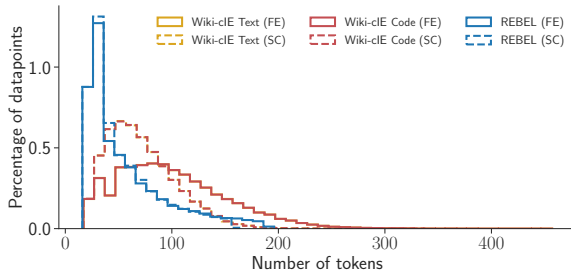 Wiki-cIE Text (FE) Wiki-cIE Code (FE) REBEL (FE)
Wiki-cIE Text (SC) Wiki-cIE Code (SC) REBEL (SC)
Percentage of datapoints
1.0
0.5
0.0
0 100 200 300 400
Number of tokens